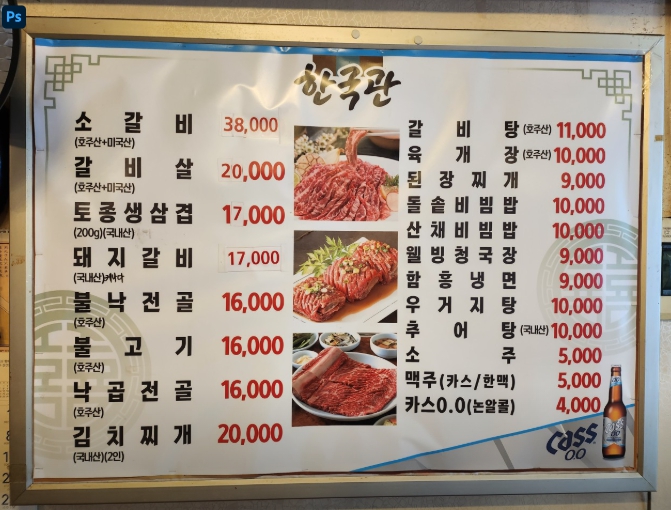 Ps
한국관
소 갈 비 38,000
(호주산+미국산)
갈 비 살 20,000
(호주산+미국산)
토종생삼겹 17,000
(200g)(국내산)
돼지갈비 17,000
(국내산)
불낙전골 16,000
(호주산)
불 고 기 16,000
(호주산)
낙곱전골 16,000
(호주산)
김치찌개 20,000
(국내산)(2인)
갈 비 탕(호주산) 11,000
육 개 장(호주산) 10,000
된장찌개 9,000
돌솥비빔밥 10,000
산채비빔밥 10,000
웰빙청국장 9,000
함흥냉면 9,000
우거지탕 10,000
추 어 탕(국내산) 10,000
소 주 5,000
맥주(카스/한맥) 5,000
카스0.0(논알콜) 4,000
Cass
0.0